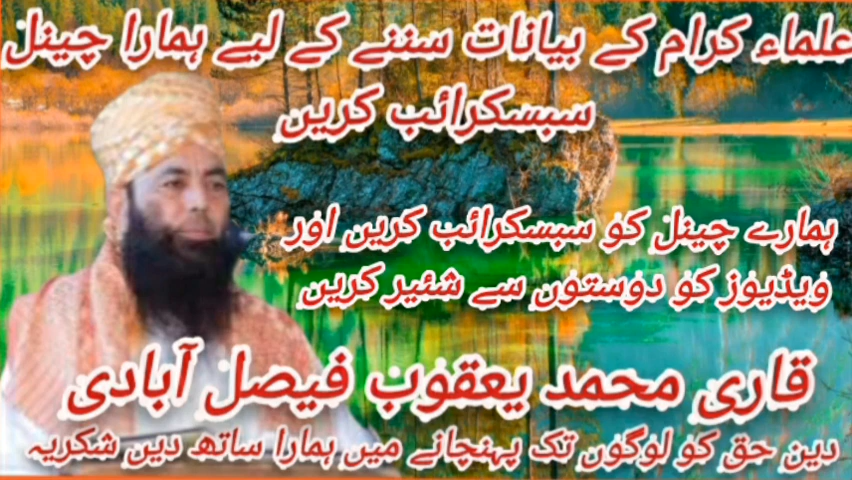 علماء کرام کے بیانات سننے کے لیے ہمارا چینل
سبسکرائب کریں
ہمارے چینل کو سبسکرائب کریں اور
ویڈیوز کو دوستوں سے شئیر کریں
قاری محمد یعقوب فیصل آبادی
دین حق کو لوگوں تک پہنچانے میں ہمارا ساتھ دیں شکریہ